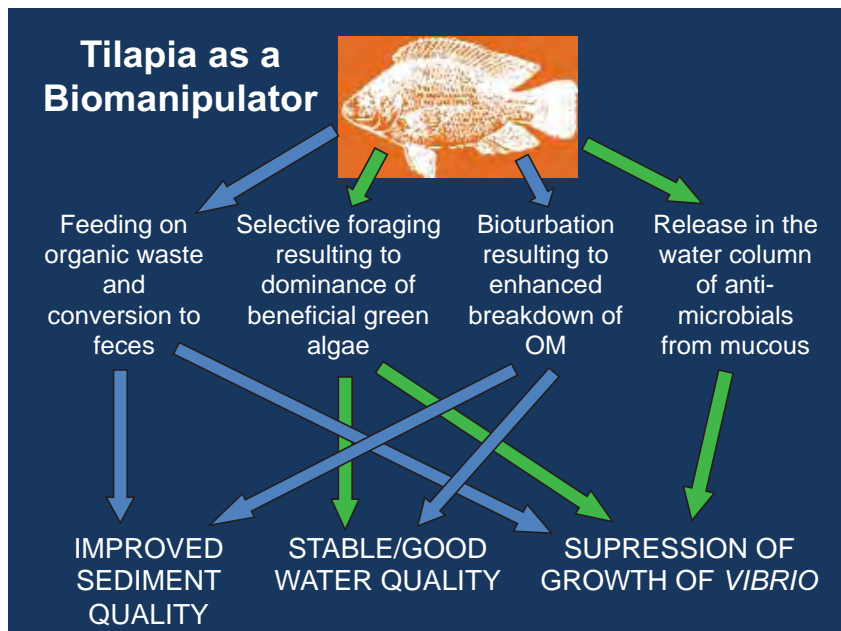 Tilapia as a
Biomanipulator
Feeding on
organic waste
and
conversion to
feces
Selective foraging
resulting to
dominance of
beneficial green
algae
Bioturbation
resulting to
enhanced
breakdown of
OM
Release in the
water column
of anti-
microbials
from mucous
IMPROVED
SEDIMENT
QUALITY
STABLE/GOOD
WATER QUALITY
SUPRESSION OF
GROWTH OF VIBRIO